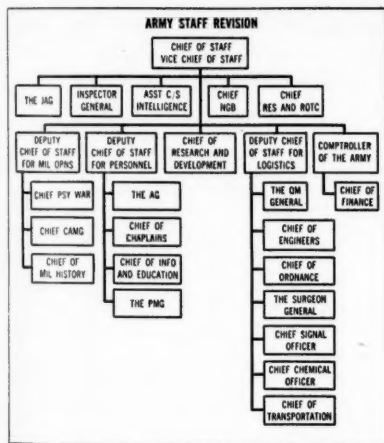 ARMY STAFF REVISION
CHIEF OF STAFF
VICE CHIEF OF STAFF
THE JAG
INSPECTOR
GENERAL
ASST C/S
INTELLIGENCE
CHIEF
NGB
CHIEF
RES AND ROTC
DEPUTY
CHIEF OF STAFF
FOR MIL OPNS
DEPUTY
CHIEF OF STAFF
FOR PERSONNEL
CHIEF OF
RESEARCH AND
DEVELOPMENT
DEPUTY CHIEF
OF STAFF FOR
LOGISTICS
COMPTROLLER
OF THE ARMY
CHIEF PSY WAR
CHIEF CAMG
CHIEF OF
MIL HISTORY
THE AG
CHIEF OF
CHAPLAINS
CHIEF OF INFO
AND EDUCATION
THE PMG
THE QM
GENERAL
CHIEF OF
ENGINEERS
CHIEF OF
ORDNANCE
THE SURGEON
GENERAL
CHIEF SIGNAL
OFFICER
CHIEF CHEMICAL
OFFICER
CHIEF OF
TRANSPORTATION
CHIEF OF
FINANCE